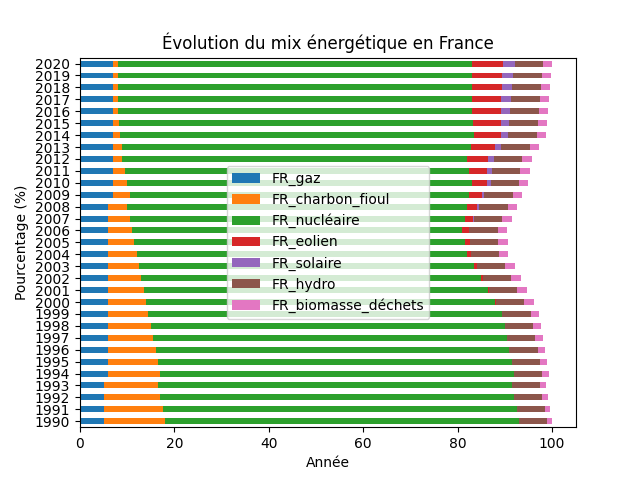 Évolution du mix énergétique en France
2020
2019
2018
2017
2016
2015
2014
2013
2012
2011
2010
2009
2008
2007
2006
2005
2004
2003
2002
2001
2000
1999
1998
1997
1996
1995
1994
1993
1992
1991
1990
Pourcentage (%)
FR_gaz
FR_charbon_fioul
FR_nucléaire
FR_eolien
FR_solaire
FR_hydro
FR_biomasse_déchets
0 20 40 60 80 100
Année